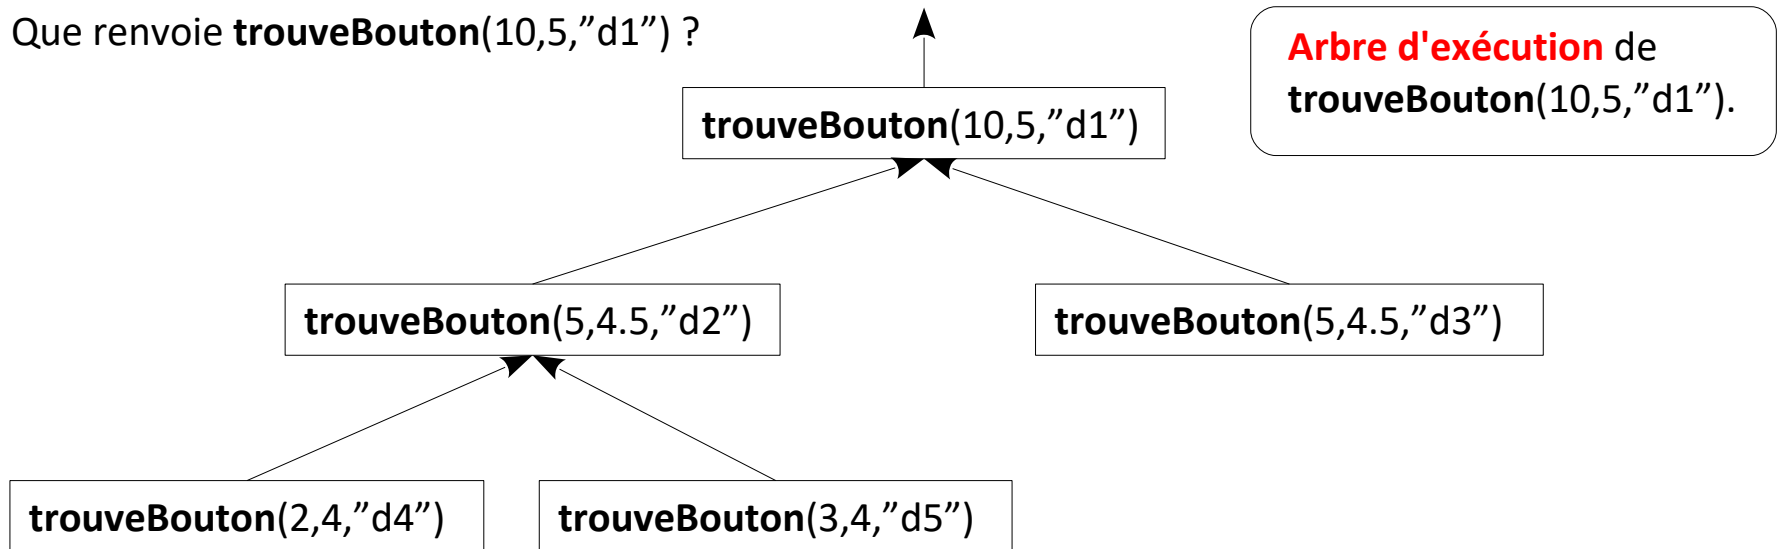 Que renvoie trouveBouton(10,5,”d1”) ?
Arbre d'exécution de
trouveBouton(10,5,”d1”).
trouveBouton(10,5,”d1”)
trouveBouton(5,4.5,”d2”)
trouveBouton(5,4.5,”d3”)
trouveBouton(2,4,”d4”)
trouveBouton(3,4,”d5”)